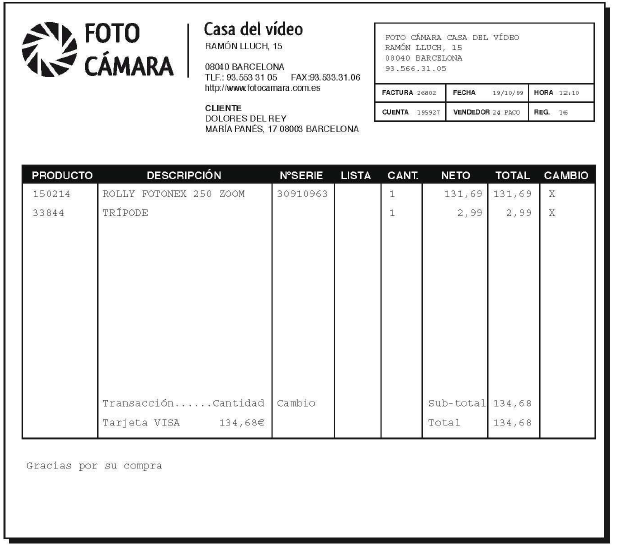 FOTO
CÁMARA
Casa del vídeo
RAMÓN LLUCH, 15
08040 BARCELONA
TLF.: 93.553 31 05 FAX:93.533.31.06
http://www.fotocamara.com.es
CLIENTE
DOLORES DEL REY
MARÍA PANÉS, 17 08003 BARCELONA
FOTO CÁMARA CASA DEL VÍDEO
RAMÓN LLUCH, 15
08040 BARCELONA
93.566.31.05
FACTURA 26802 FECHA 19/10/99 HORA 12:10
CUENTA 195927 VENDEDOR 24 PACO REG. 16
PRODUCTO DESCRIPCIÓN NºSERIE LISTA CANT. NETO TOTAL CAMBIO
150214 ROLLY FOTONEX 250 ZOOM 30910963 1 131,69 131,69 X
33844 TRÍPODE 1 2,99 2,99 X
Transacción......Cantidad Cambio Sub-total 134,68
Tarjeta VISA 134,68€ Total 134,68
Gracias por su compra